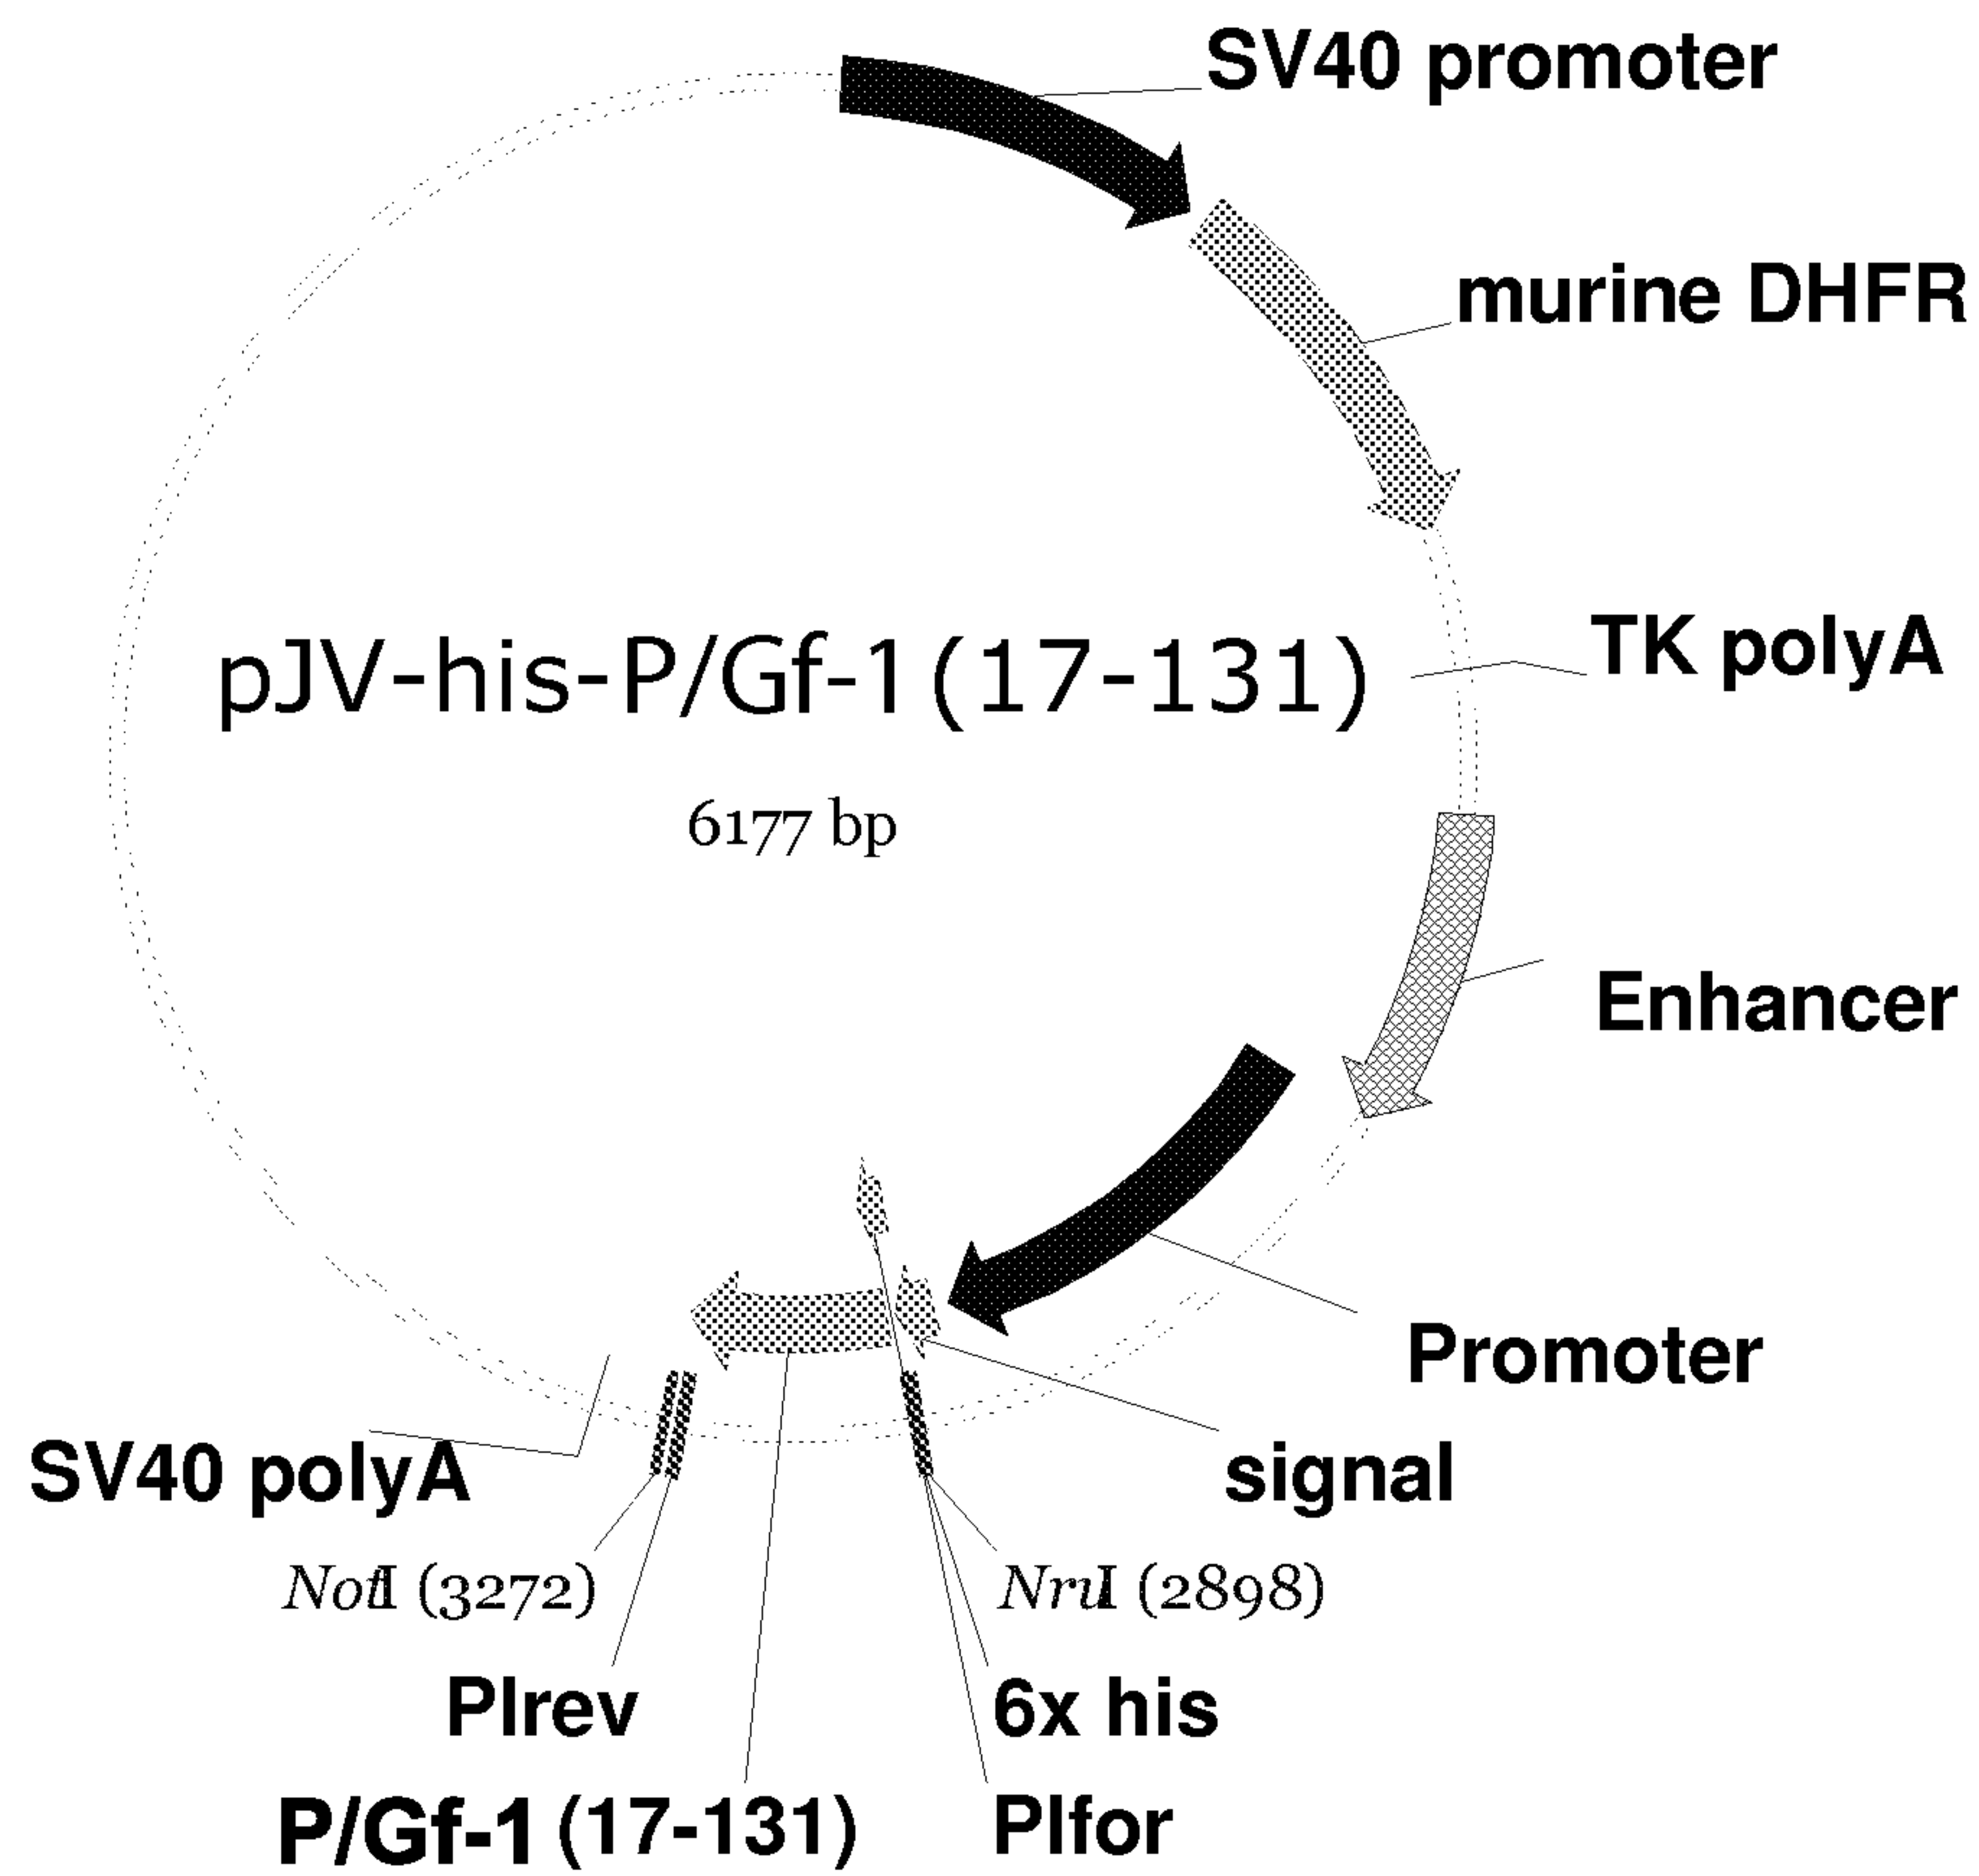 SV40 promoter
murine DHFR
pJV-his-P/Gf-1(17-131)
TK polyA
6177 bp
Enhancer
Promoter
SV40 polyA
signal
NotI (3272)
NruI (2898)
PIrev
6x his
P/Gf-1 (17-131)
PIfor